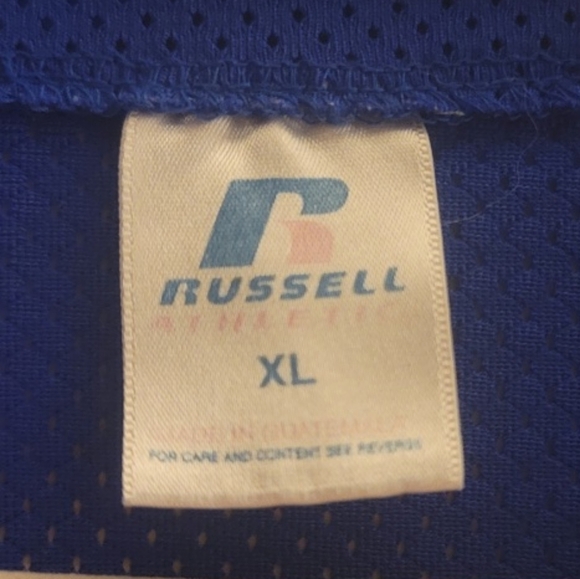 RUSSELL
ATHLETIC
XL
MADE IN GUATEMALA
FOR CARE AND CONTENT SEE REVERSE